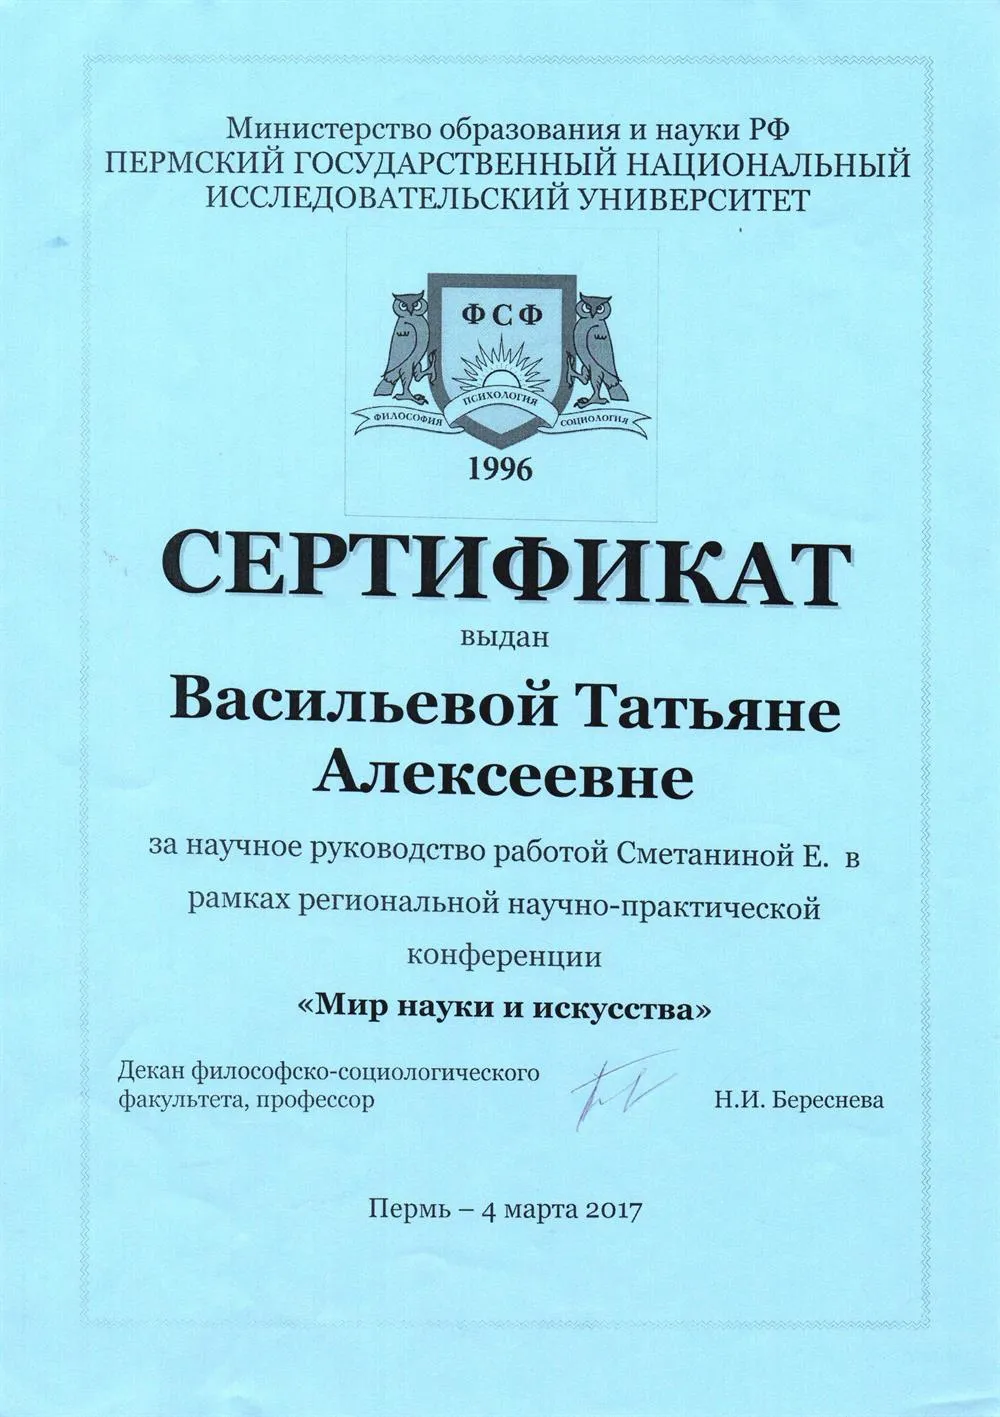 Министерство образования и науки РФ
ПЕРМСКИЙ ГОСУДАРСТВЕННЫЙ НАЦИОНАЛЬНЫЙ
ИССЛЕДОВАТЕЛЬСКИЙ УНИВЕРСИТЕТ
ФСФ
ПСИХОЛОГИЯ
ФИЛОСОФИЯ
СОЦИОЛОГИЯ
1996
СЕРТИФИКАТ
выдан
Васильевой Татьяне
Алексеевне
за научное руководство работой Сметаниной Е. в
рамках региональной научно-практической
конференции
«Мир науки и искусства»
Декан философско-социологического
факультета, профессор
Н.И. Береснева
Пермь – 4 марта 2017